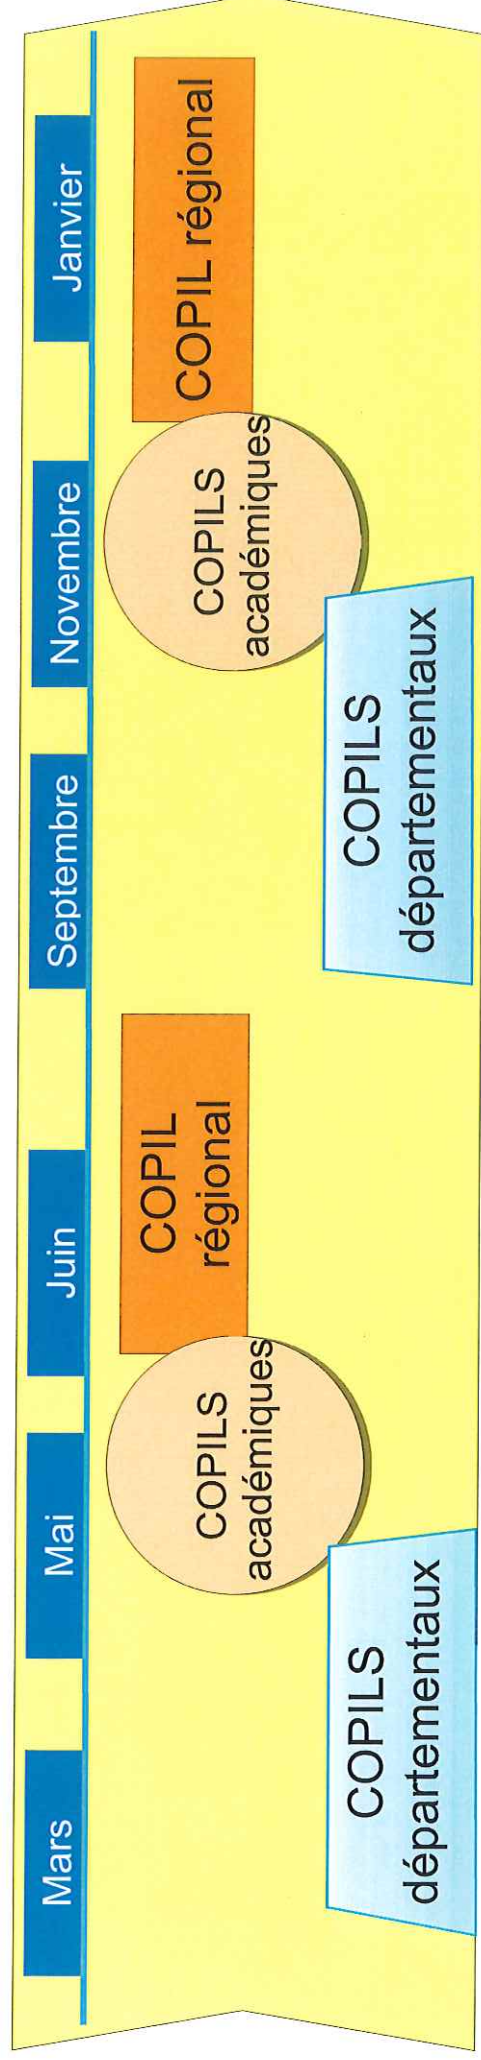 Mars
Mai
Juin
Septembre
Novembre
Janvier
COPILS
départementaux
COPILS
académiques
COPIL
régional
COPILS
départementaux
COPILS
académiques
COPIL régional